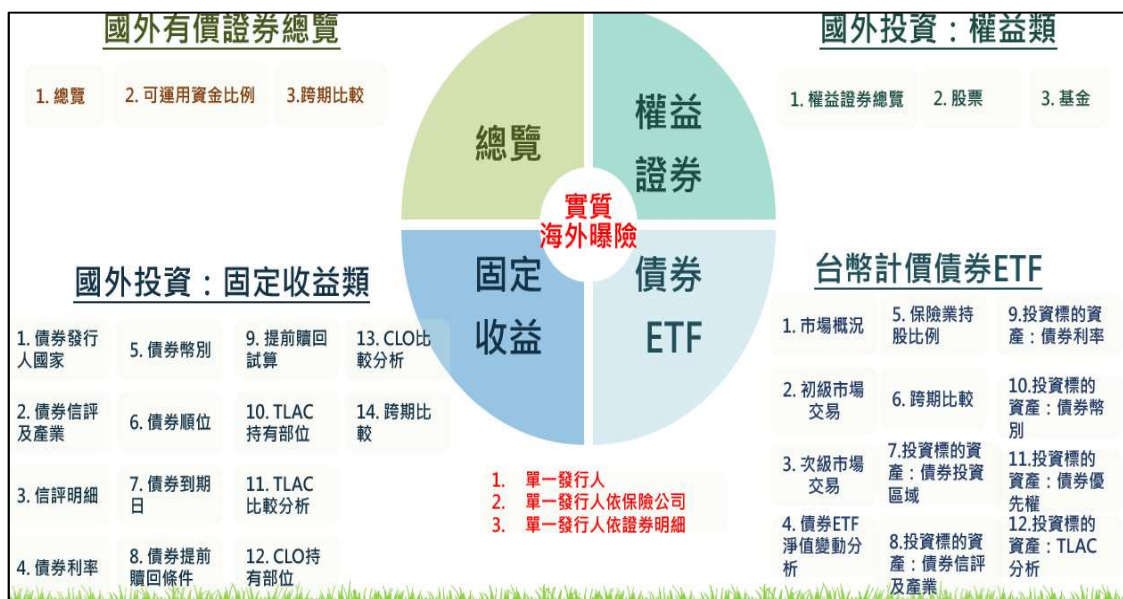 國外有價證券總覽
1. 總覽
2. 可運用資金比例
3.跨期比較
國外投資：權益類
1. 權益證券總覽
2. 股票
3. 基金
總覽
權益
證券
實質
海外曝險
固定
收益
債券
ETF
國外投資：固定收益類
1. 債券發行
人國家
2. 債券信評
及產業
3. 信評明細
4. 債券利率
5. 債券幣別
6. 債券順位
7. 債券到期
日
8. 債券提前
贖回條件
9. 提前贖回
試算
10. TLAC
持有部位
11. TLAC
比較分析
12. CLO持
有部位
13. CLO比
較分析
14. 跨期比
較
1. 單一發行人
2. 單一發行人依保險公司
3. 單一發行人依證券明細
台幣計價債券ETF
1. 市場概況
2. 初級市場
交易
3. 次級市場
交易
4. 債券ETF
淨值變動分
析
5. 保險業持
股比例
6. 跨期比較
7.投資標的資
產：債券投資
區域
8.投資標的資
產：債券信評
及產業
9.投資標的資
產：債券利率
10.投資標的
資產：債券幣
別
11.投資標的
資產：債券優
先權
12.投資標的
資產：TLAC
分析